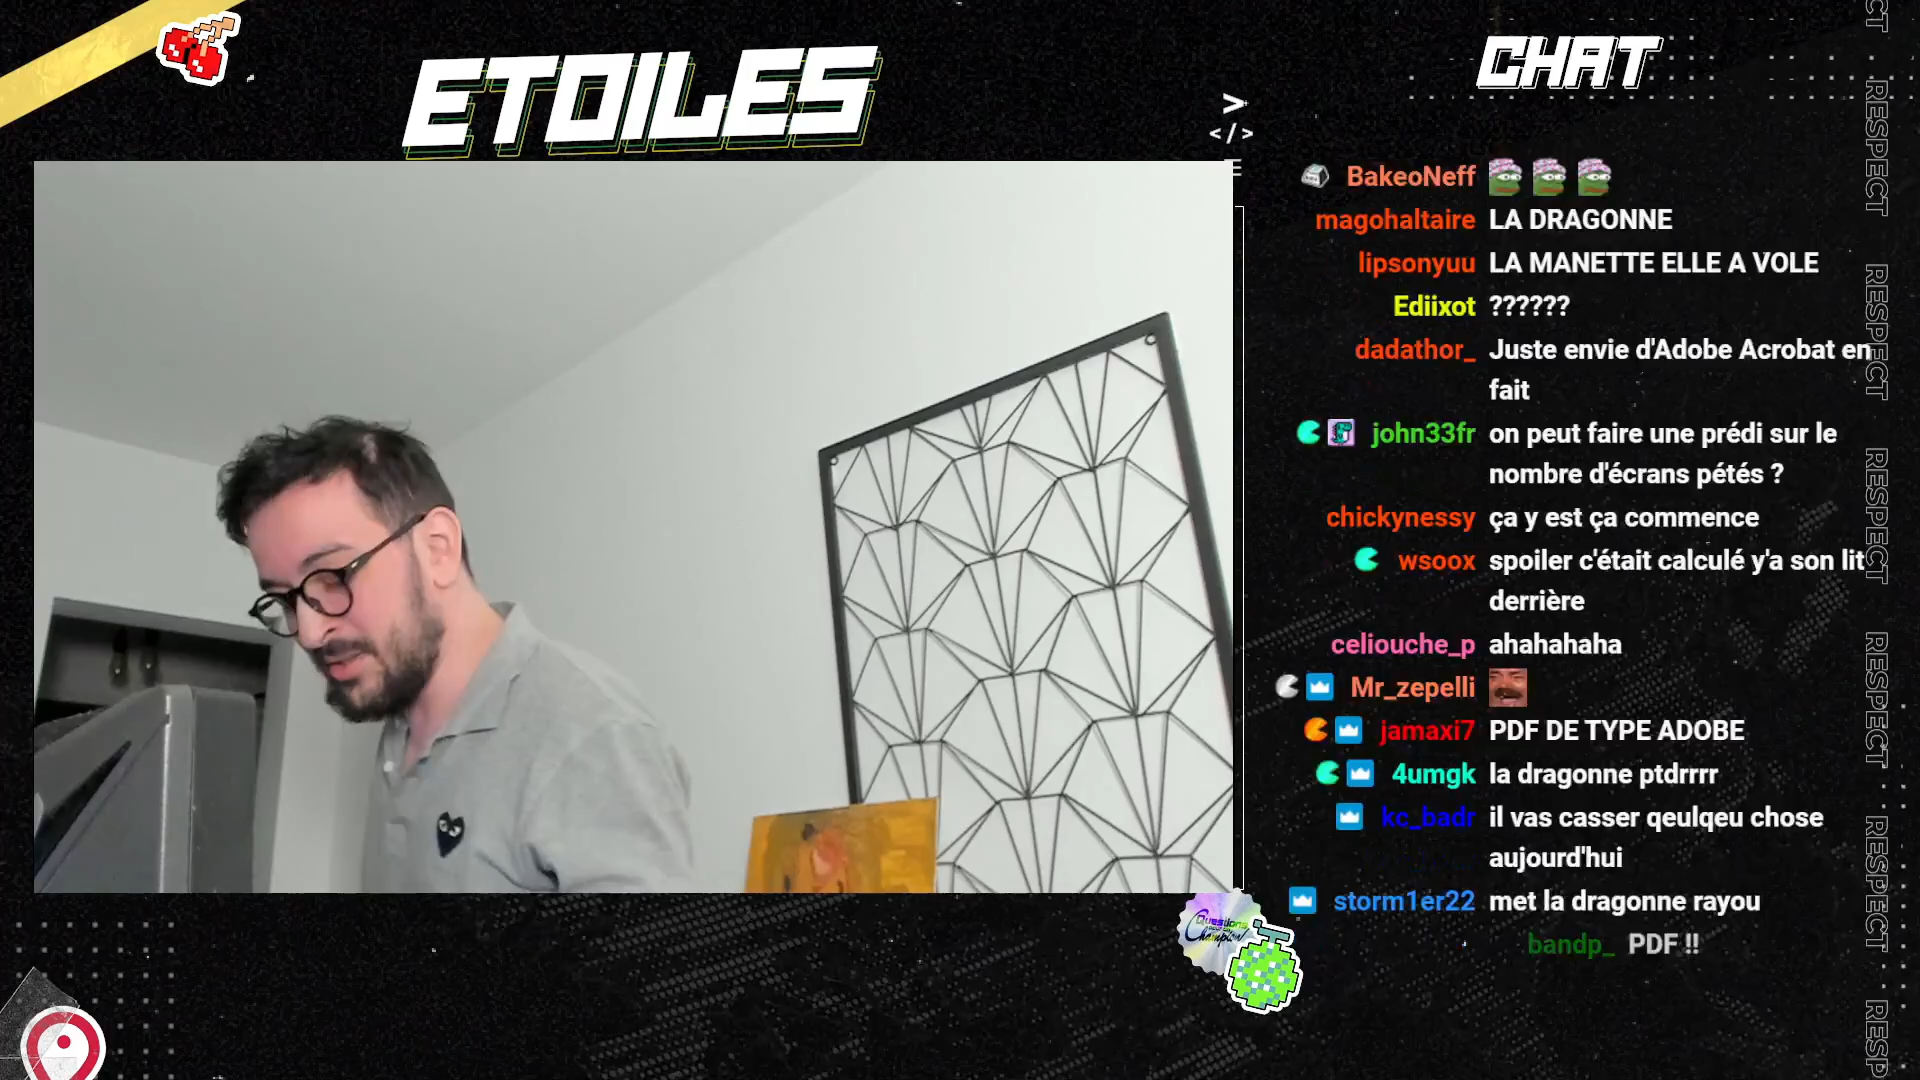 ETOILES
CHAT
>
</>
BakeoNeff
magohaltaire LA DRAGONNE
lipsonyuu LA MANETTE ELLE A VOLE
Ediixot ??????
dadathor_ Juste envie d'Adobe Acrobat en
fait
john33fr on peut faire une prédi sur le
nombre d'écrans pétés ?
chickynessy ça y est ça commence
wsoox spoiler c'était calculé y'a son lit
derrière
celiouche_p ahahahaha
Mr_zepelli
jamaxi7 PDF DE TYPE ADOBE
4umgk la dragonne ptdrrrr
kc_badr il vas casser qeulqeu chose
aujourd'hui
storm1er22 met la dragonne rayou
bandp_ PDF !!
Questions
Champion
RESPECT
RESPECT
RESPECT
RESPECT
RESPECT